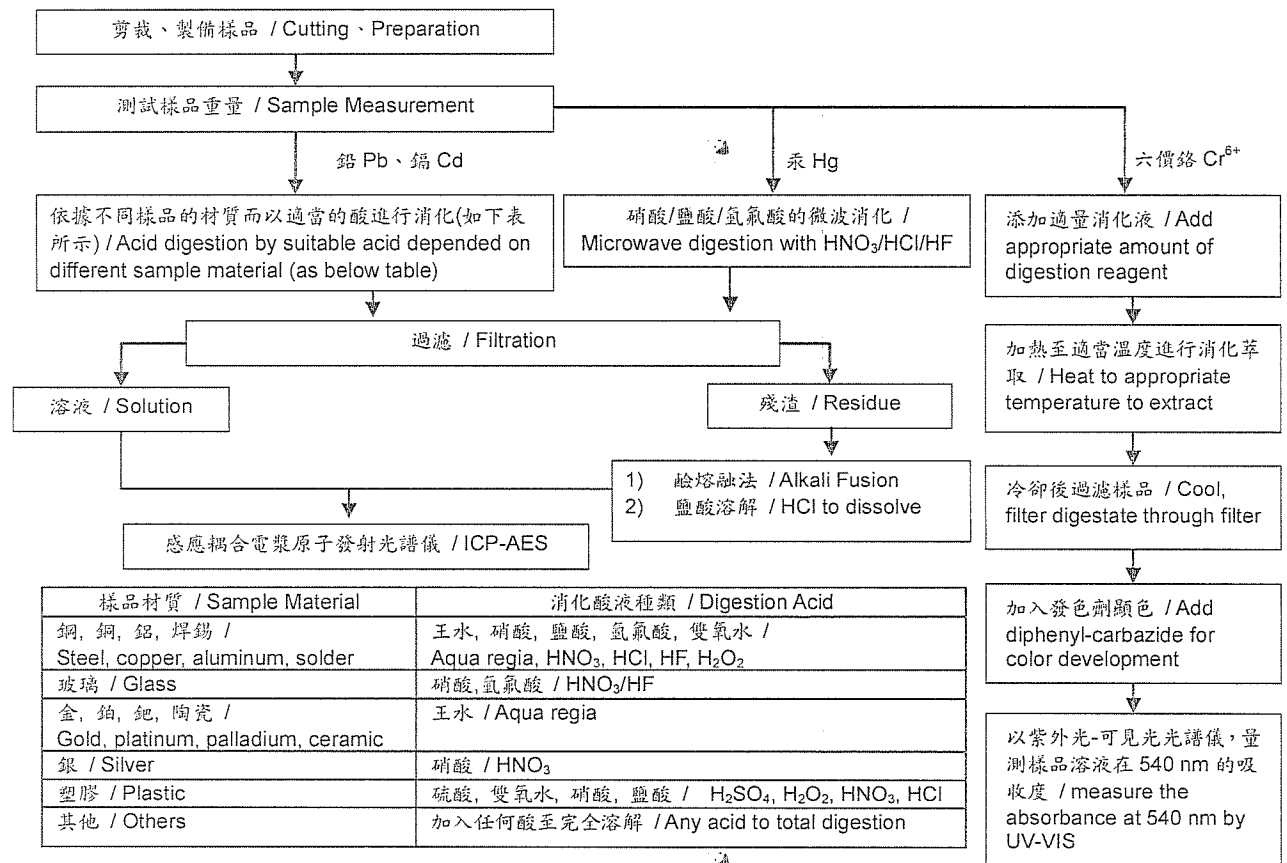 剪裁、製備樣品 / Cutting、Preparation
測試樣品重量 / Sample Measurement
鉛 Pb、鎘 Cd
汞 Hg
六價鉻 Cr⁶⁺
依據不同樣品的材質而以適當的酸進行消化(如下表
所示) / Acid digestion by suitable acid depended on
different sample material (as below table)
硝酸/鹽酸/氫氟酸的微波消化 /
Microwave digestion with HNO₃/HCl/HF
添加適量消化液 / Add
appropriate amount of
digestion reagent
過濾 / Filtration
加熱至適當溫度進行消化萃
取 / Heat to appropriate
temperature to extract
溶液 / Solution
殘渣 / Residue
1) 鹼熔融法 / Alkali Fusion
2) 鹽酸溶解 / HCl to dissolve
冷卻後過濾樣品 / Cool,
filter digestate through filter
感應耦合電漿原子發射光譜儀 / ICP-AES
加入發色劑顯色 / Add
diphenyl-carbazide for
color development
以紫外光-可見光光譜儀,量
測樣品溶液在 540 nm 的吸
收度 / measure the
absorbance at 540 nm by
UV-VIS
樣品材質 / Sample Material
消化酸液種類 / Digestion Acid
鋼, 銅, 鋁, 焊錫 /
Steel, copper, aluminum, solder
王水, 硝酸, 鹽酸, 氫氟酸, 雙氧水 /
Aqua regia, HNO₃, HCl, HF, H₂O₂
玻璃 / Glass
硝酸,氫氟酸 / HNO₃/HF
金, 鉑, 鈀, 陶瓷 /
Gold, platinum, palladium, ceramic
王水 / Aqua regia
銀 / Silver
硝酸 / HNO₃
塑膠 / Plastic
硫酸, 雙氧水, 硝酸, 鹽酸 / H₂SO₄, H₂O₂, HNO₃, HCl
其他 / Others
加入任何酸至完全溶解 / Any acid to total digestion